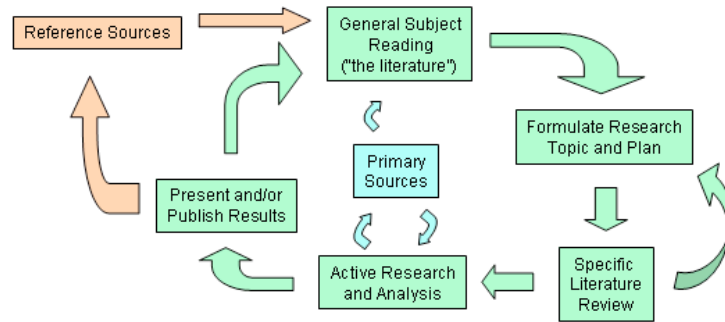 Reference Sources
General Subject
Reading
("the literature")
Formulate Research
Topic and Plan
Primary
Sources
Present and/or
Publish Results
Active Research
and Analysis
Specific
Literature
Review